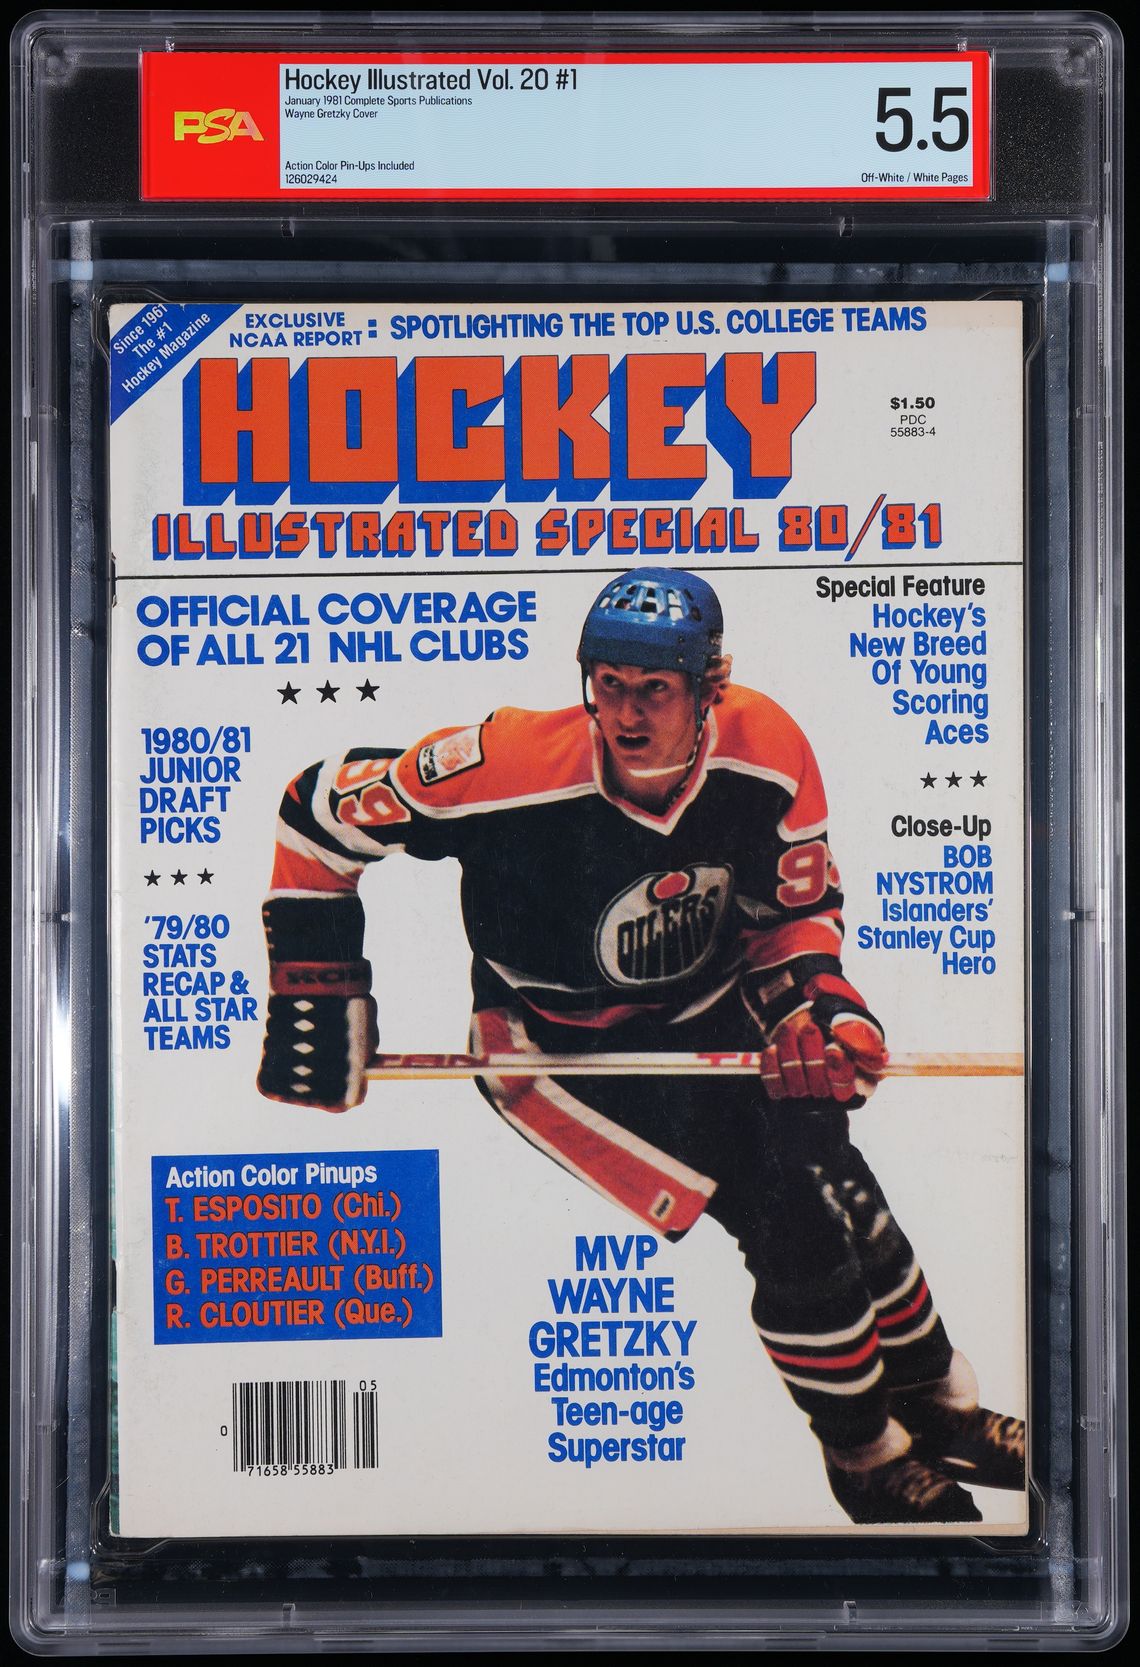 PSA
Hockey Illustrated Vol. 20 #1
January 1981 Complete Sports Publications
Wayne Gretzky Cover
Action Color Pin-Ups Included
126029424
5.5
Off-White / White Pages
Since 1961
The #1
Hockey Magazine
EXCLUSIVE
NCAA REPORT : SPOTLIGHTING THE TOP U.S. COLLEGE TEAMS
HOCKEY
$1.50
PDC
55883-4
ILLUSTRATED SPECIAL 80/81
OFFICIAL COVERAGE
OF ALL 21 NHL CLUBS
★ ★ ★
1980/81
JUNIOR
DRAFT
PICKS
★ ★ ★
'79/80
STATS
RECAP &
ALL STAR
TEAMS
Special Feature
Hockey's
New Breed
Of Young
Scoring
Aces
★ ★ ★
Close-Up
BOB
NYSTROM
Islanders'
Stanley Cup
Hero
99
9
OILERS
Action Color Pinups
T. ESPOSITO (Chi.)
B. TROTTIER (N.Y.I.)
G. PERREAULT (Buff.)
R. CLOUTIER (Que.)
MVP
WAYNE
GRETZKY
Edmonton's
Teen-age
Superstar
05
0
71658 55883